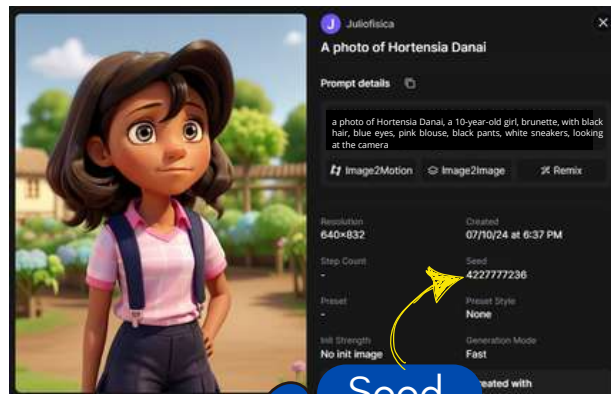 J Juliofisica
A photo of Hortensia Danai
Prompt details
a photo of Hortensia Danai, a 10-year-old girl, brunette, with black
hair, blue eyes, pink blouse, black pants, white sneakers, looking
at the camera
Image2Motion Image2Image Remix
Resolution Created
640×832 07/10/24 at 6:37 PM
Step Count Seed
- 4227777236
Preset Preset Style
- None
Init Strength Generation Mode
No init image Fast
Seed
eated with